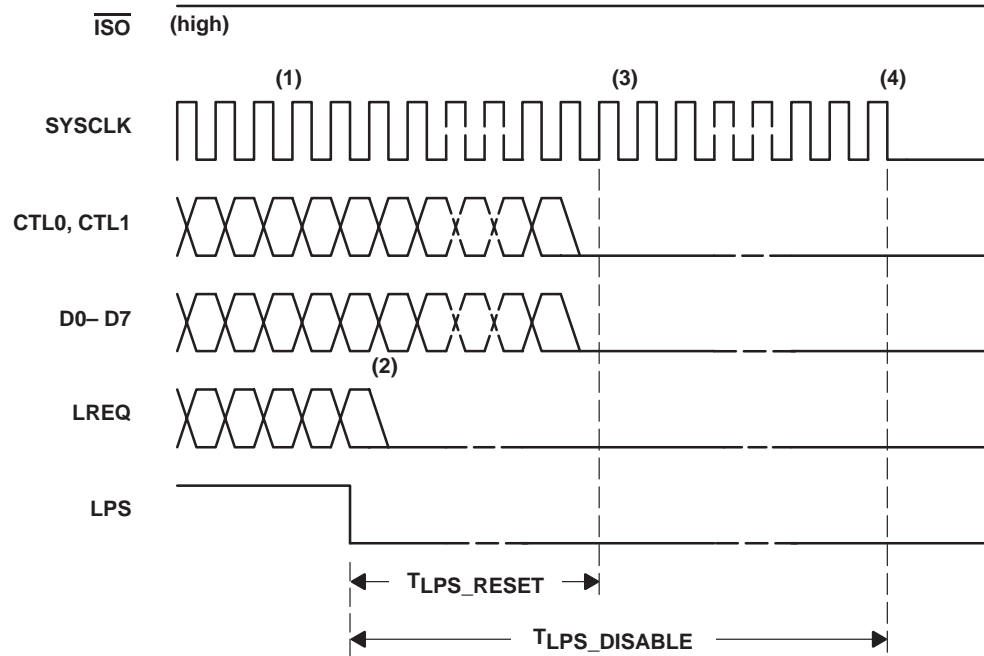 ISO (high)
(1) (3) (4)
SYSCLK
CTL0, CTL1
D0– D7
(2)
LREQ
LPS
TLPS_RESET
TLPS_DISABLE